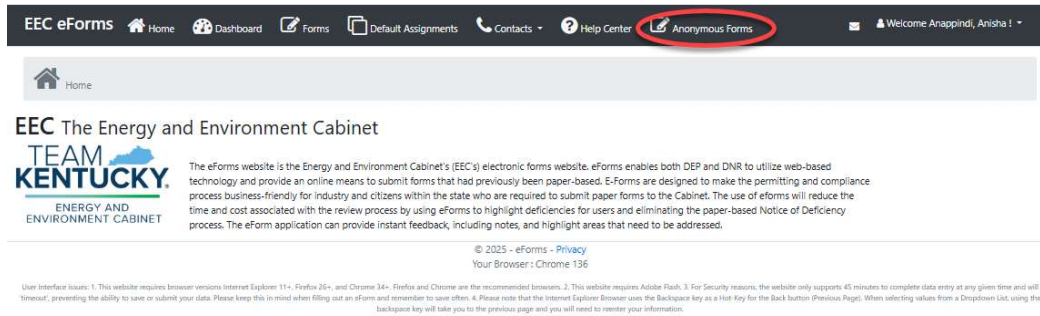 EEC eForms Home Dashboard Forms Default Assignments Contacts Help Center Anonymous Forms Welcome Anappindi, Anisha !
Home
EEC The Energy and Environment Cabinet
TEAM
KENTUCKY.
ENERGY AND
ENVIRONMENT CABINET
The eForms website is the Energy and Environment Cabinet's (EEC's) electronic forms website. eForms enables both DEP and DNR to utilize web-based
technology and provide an online means to submit forms that had previously been paper-based. E-Forms are designed to make the permitting and compliance
process business-friendly for industry and citizens within the state who are required to submit paper forms to the Cabinet. The use of eforms will reduce the
time and cost associated with the review process by using eForms to highlight deficiencies for users and eliminating the paper-based Notice of Deficiency
process. The eForm application can provide instant feedback, including notes, and highlight areas that need to be addressed.
© 2025 - eForms - Privacy
Your Browser : Chrome 136
User Interface issues: 1. This website requires browser versions Internet Explorer 11+, Firefox 26+, and Chrome 34+. Firefox and Chrome are the recommended browsers. 2. This website requires Adobe Flash. 3. For Security reasons, the website only supports 45 minutes to complete data entry at any given time and will
'timeout', preventing the ability to save or submit your data. Please keep this in mind when filling out an eForm and remember to save often. 4. Please note that the Internet Explorer Browser uses the Backspace key as a Hot-Key for the Back button (Previous Page). When selecting values from a Dropdown List, using the
backspace key will take you to the previous page and you will need to reenter your information.